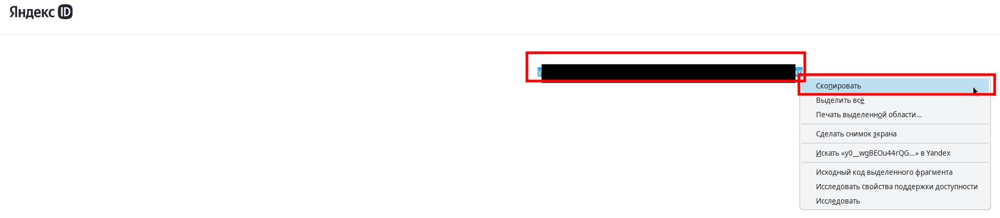 Яндекс ID
y
xn
Скопировать
Выделить всё
Печать выделенной области...
Сделать снимок экрана
Искать «y0__wgBEOu44rQG...» в Yandex
Исходный код выделенного фрагмента
Исследовать свойства поддержки доступности
Исследовать